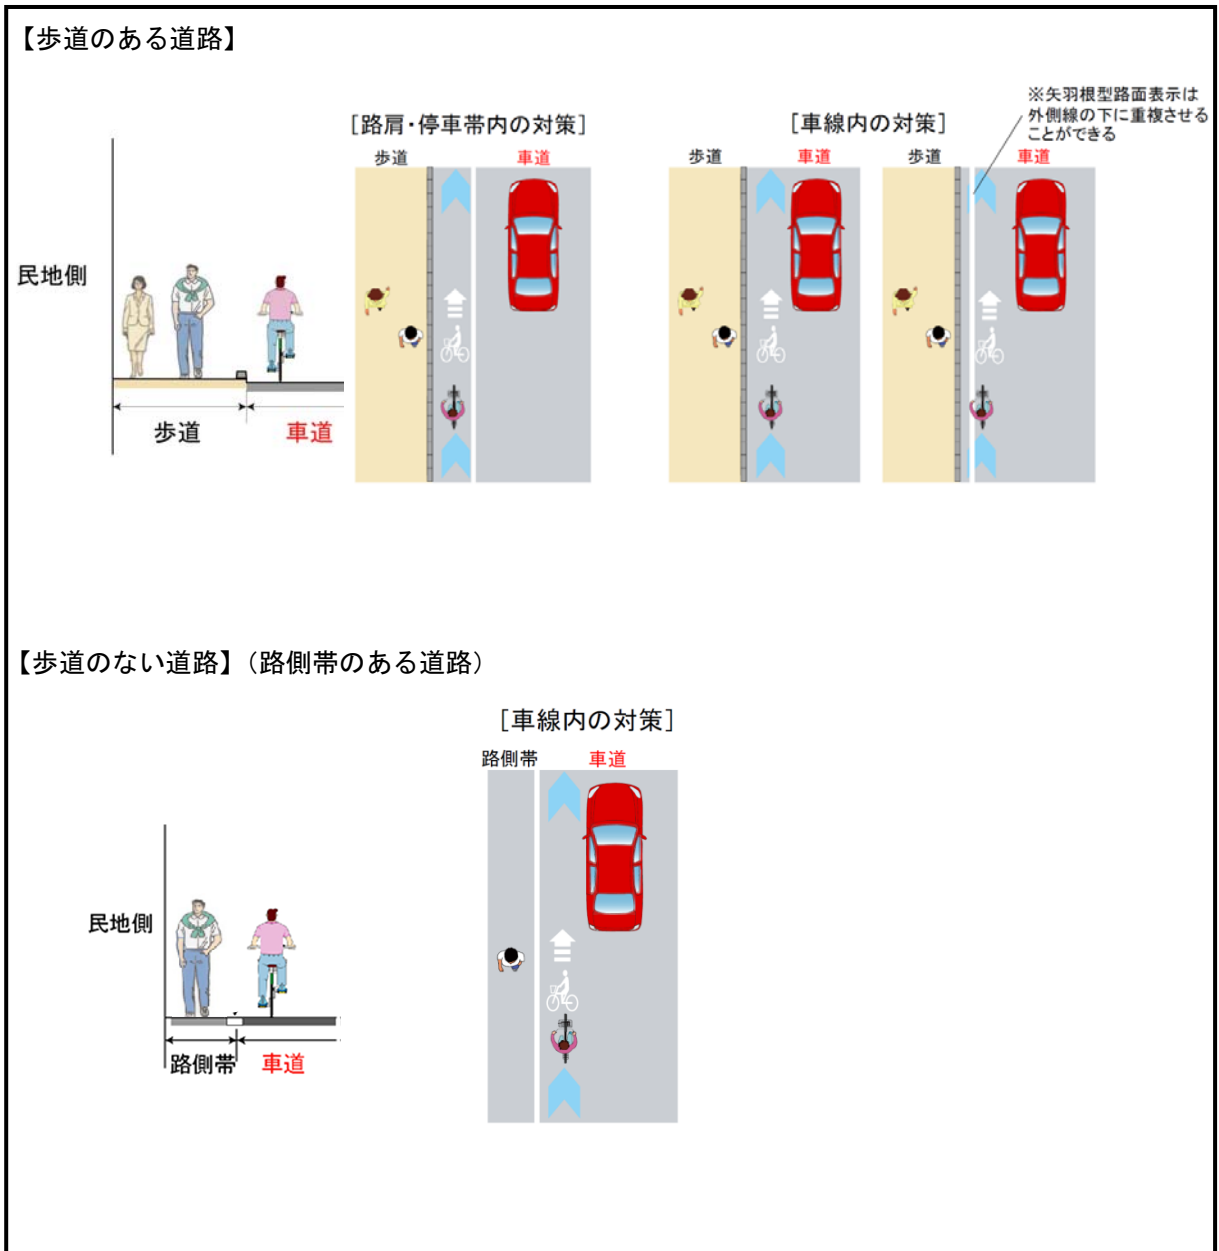 【歩道のある道路】
※矢羽根型路面表示は
外側線の下に重複させる
ことができる
［路肩・停車帯内の対策］
［車線内の対策］
歩道
車道
歩道
車道
歩道
車道
民地側
歩道
車道
【歩道のない道路】（路側帯のある道路）
［車線内の対策］
路側帯
車道
民地側
路側帯
車道